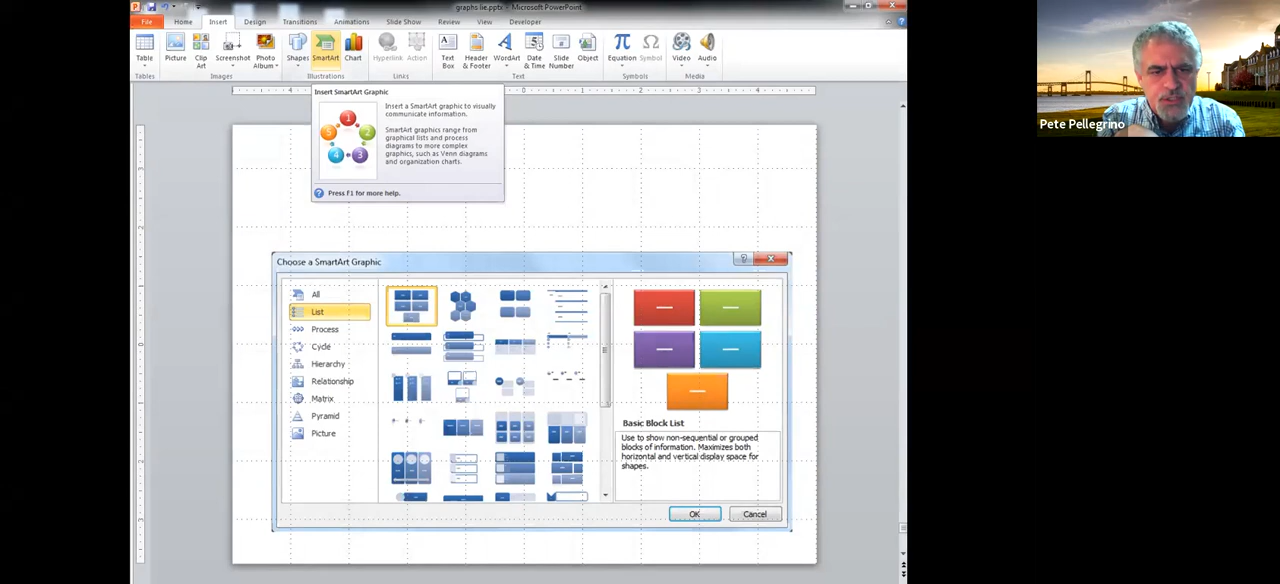 graphs lie.pptx - Microsoft PowerPoint
File Home Insert Design Transitions Animations Slide Show Review View Developer
Table Picture Clip Art Screenshot Photo Album Shapes SmartArt Chart Hyperlink Action Text Box Header & Footer WordArt Date & Time Slide Number Object Equation Symbol Video Audio
Tables Images Illustrations Links Text Symbols Media
Insert SmartArt Graphic
Insert a SmartArt graphic to visually
communicate information.
SmartArt graphics range from
graphical lists and process
diagrams to more complex
graphics, such as Venn diagrams
and organization charts.
1
2
3
4
5
Press F1 for more help.
Pete Pellegrino
Choose a SmartArt Graphic
All
List
Process
Cycle
Hierarchy
Relationship
Matrix
Pyramid
Picture
Basic Block List
Use to show non-sequential or grouped
blocks of information. Maximizes both
horizontal and vertical display space for
shapes.
OK Cancel